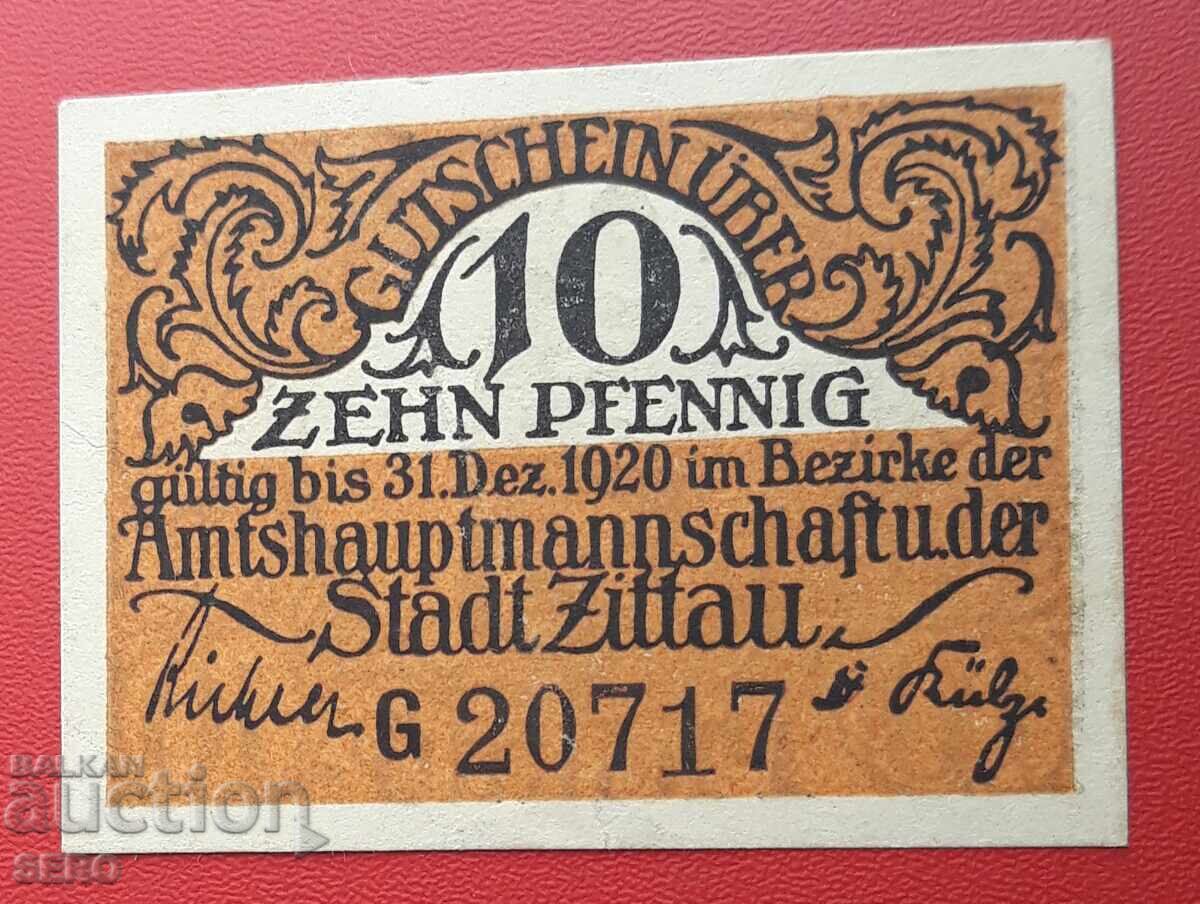 GUTSCHEIN ÜBER
10
ZEHN PFENNIG
gültig bis 31. Dez. 1920 im Bezirke der
Amtshauptmannschaft u. der
Stadt Zittau
G 20717
Külz
BALKAN
auction
SERO